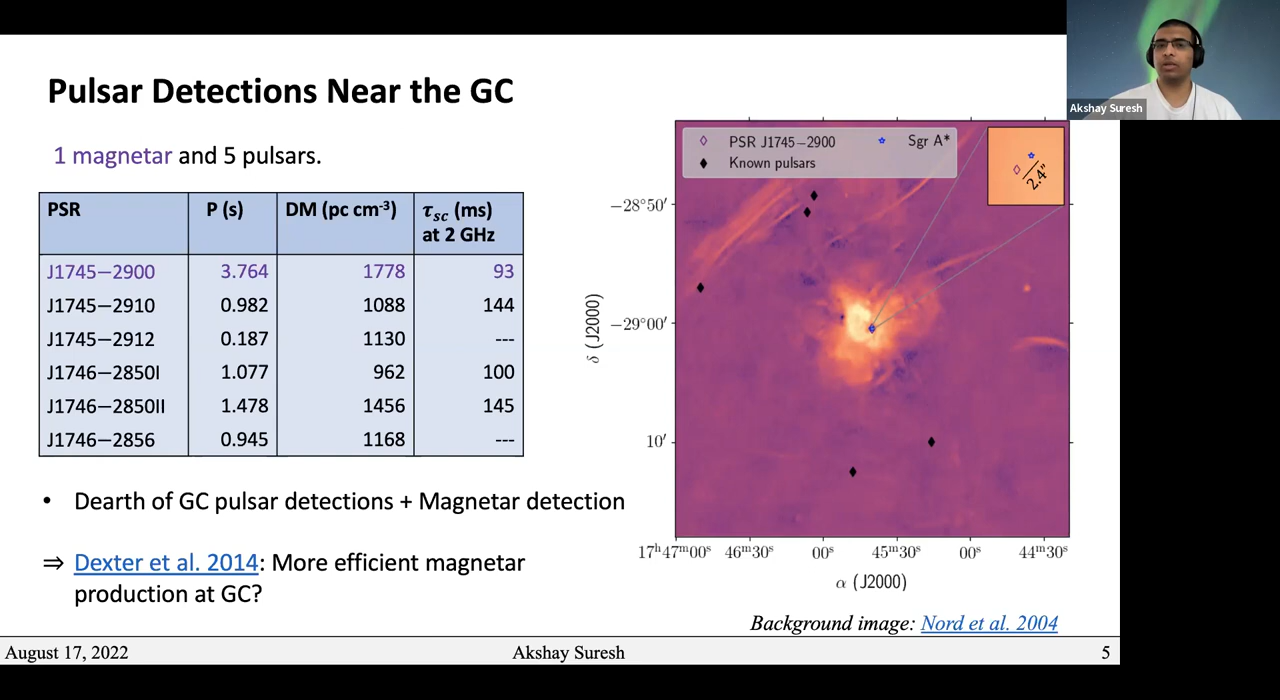 Pulsar Detections Near the GC
1 magnetar and 5 pulsars.
PSR P (s) DM (pc cm⁻³) τsc (ms) at 2 GHz
J1745−2900 3.764 1778 93
J1745−2910 0.982 1088 144
J1745−2912 0.187 1130 ---
J1746−2850I 1.077 962 100
J1746−2850II 1.478 1456 145
J1746−2856 0.945 1168 ---
• Dearth of GC pulsar detections + Magnetar detection
⇒ Dexter et al. 2014: More efficient magnetar
production at GC?
PSR J1745−2900 Sgr A*
Known pulsars
2.4"
−28°50′
−29°00′
10′
δ (J2000)
17ʰ47ᵐ00ˢ 46ᵐ30ˢ 00ˢ 45ᵐ30ˢ 00ˢ 44ᵐ30ˢ
α (J2000)
Background image: Nord et al. 2004
August 17, 2022 Akshay Suresh 5
Akshay Suresh